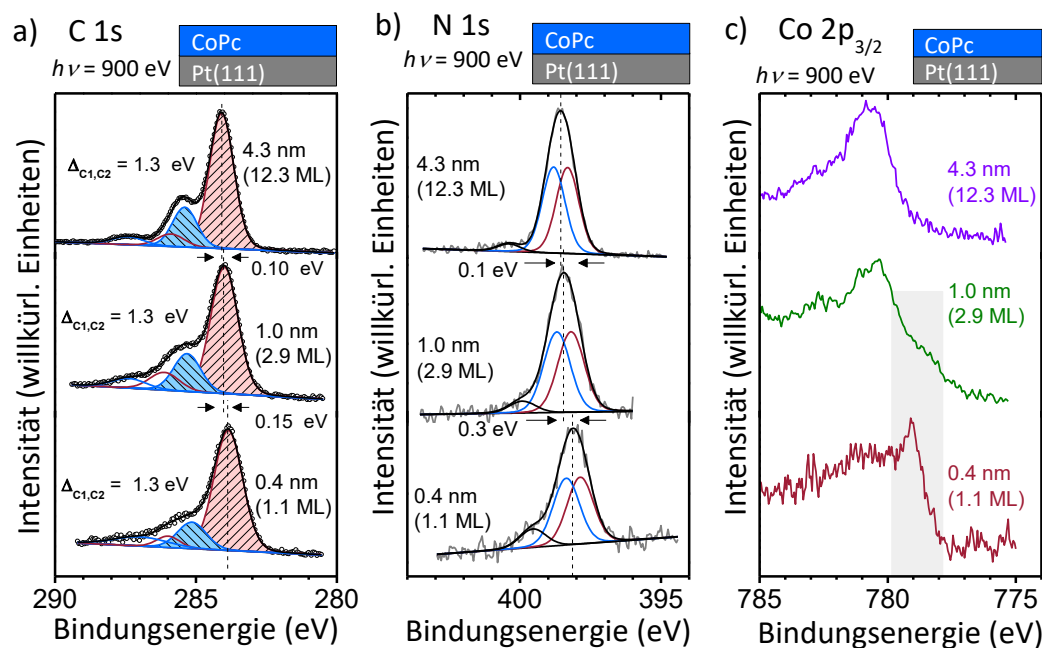 a) C 1s
hν = 900 eV
CoPc
Pt(111)
Intensität (willkürl. Einheiten)
Δ_C1,C2 = 1.3 eV
4.3 nm
(12.3 ML)
0.10 eV
Δ_C1,C2 = 1.3 eV
1.0 nm
(2.9 ML)
0.15 eV
Δ_C1,C2 = 1.3 eV
0.4 nm
(1.1 ML)
290 284 280
Bindungsenergie (eV)
b) N 1s
hν = 900 eV
CoPc
Pt(111)
Intensität (willkürl. Einheiten)
4.3 nm
(12.3 ML)
0.1 eV
1.0 nm
(2.9 ML)
0.3 eV
0.4 nm
(1.1 ML)
400 395
Bindungsenergie (eV)
c) Co 2p3/2
hν = 900 eV
CoPc
Pt(111)
785 780 775
Intensität (willkürl. Einheiten)
4.3 nm
(12.3 ML)
1.0 nm
(2.9 ML)
0.4 nm
(1.1 ML)
785 780 775
Bindungsenergie (eV)